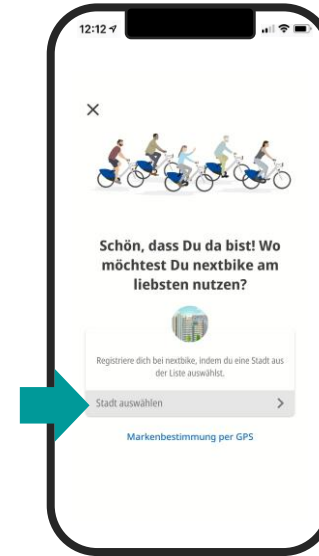 12:12
Schön, dass Du da bist! Wo
möchtest Du nextbike am
liebsten nutzen?
Registriere dich bei nextbike, indem du eine Stadt aus
der Liste auswählst.
Stadt auswählen
Markenbestimmung per GPS